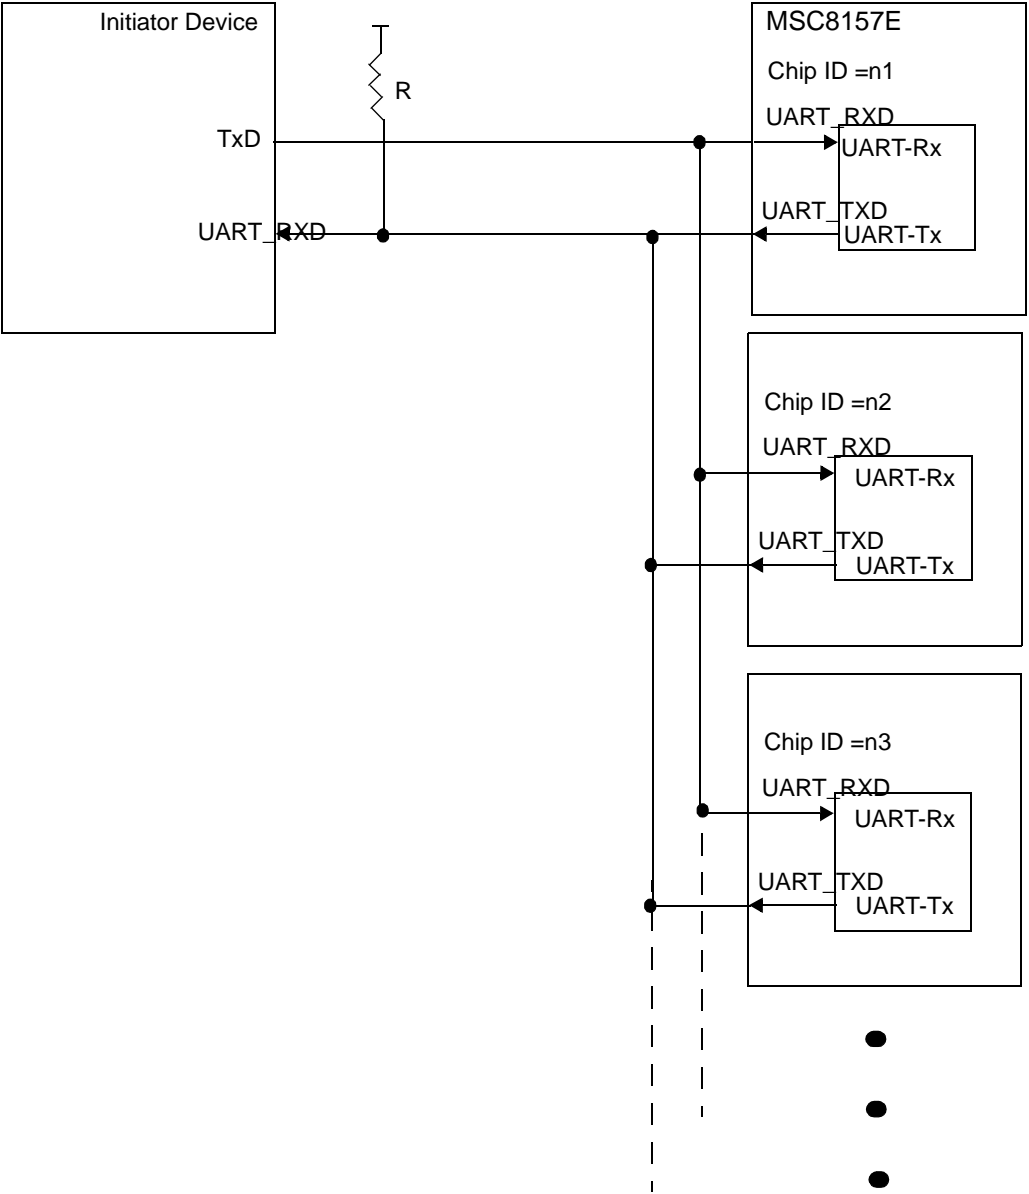 Initiator Device
R
TxD
UART_RXD
MSC8157E
Chip ID =n1
UART_RXD
UART-Rx
UART_TXD
UART-Tx
Chip ID =n2
UART_RXD
UART-Rx
UART_TXD
UART-Tx
Chip ID =n3
UART_RXD
UART-Rx
UART_TXD
UART-Tx